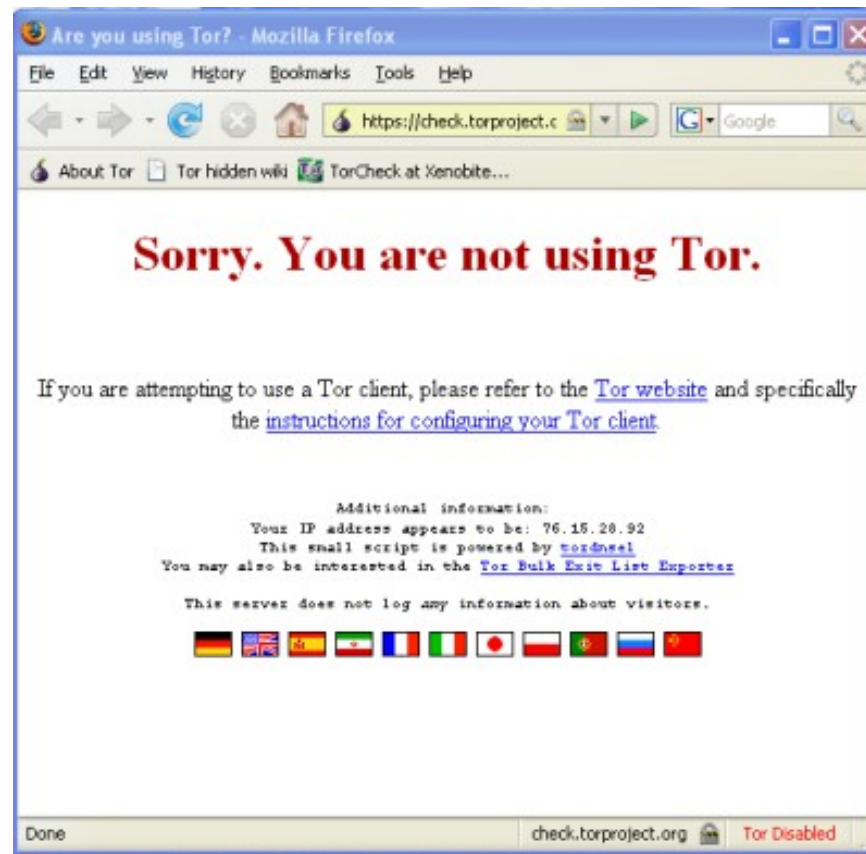 Are you using Tor? - Mozilla Firefox
File Edit View History Bookmarks Tools Help
https://check.torproject.c Google
About Tor Tor hidden wiki TorCheck at Xenobite...
Sorry. You are not using Tor.
If you are attempting to use a Tor client, please refer to the Tor website and specifically
the instructions for configuring your Tor client.
Additional information:
Your IP address appears to be: 76.15.28.92
This small script is powered by tordnsel
You may also be interested in the Tor Bulk Exit List Exporter
This server does not log any information about visitors.
Done check.torproject.org Tor Disabled